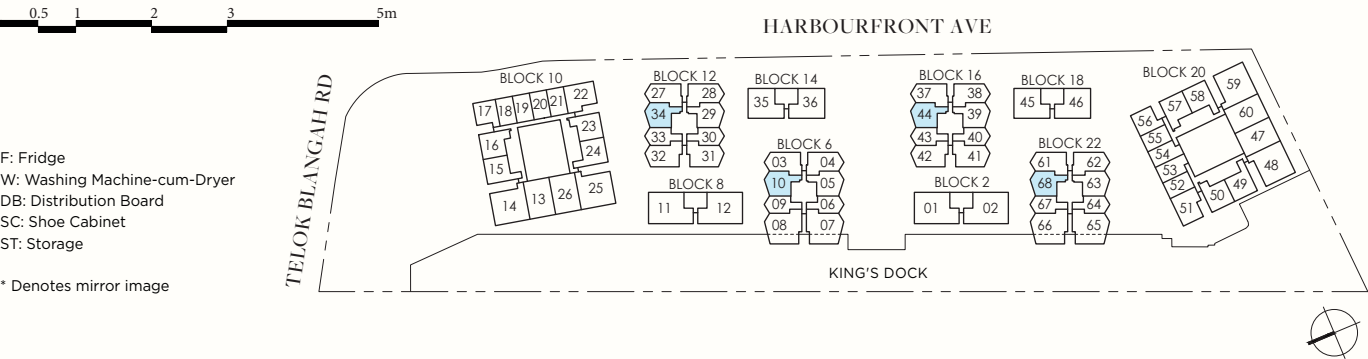 0.5 1 2 3 5m
HARBOURFRONT AVE
TELOK BLANGAH RD
F: Fridge
W: Washing Machine-cum-Dryer
DB: Distribution Board
SC: Shoe Cabinet
ST: Storage
* Denotes mirror image
BLOCK 10
17 18 19 20 21 22
16 23
15 24
14 13 26 25
BLOCK 12
27 28
34 29
33 30
32 31
BLOCK 14
35 36
BLOCK 8
11 12
BLOCK 6
03 04
10 05
09 06
08 07
BLOCK 16
37 38
44 39
43 40
42 41
BLOCK 18
45 46
BLOCK 2
01 02
BLOCK 22
61 62
68 63
67 64
66 65
BLOCK 20
56 57 58 59
55 60
54 47
53
52
51 50 49 48
KING'S DOCK